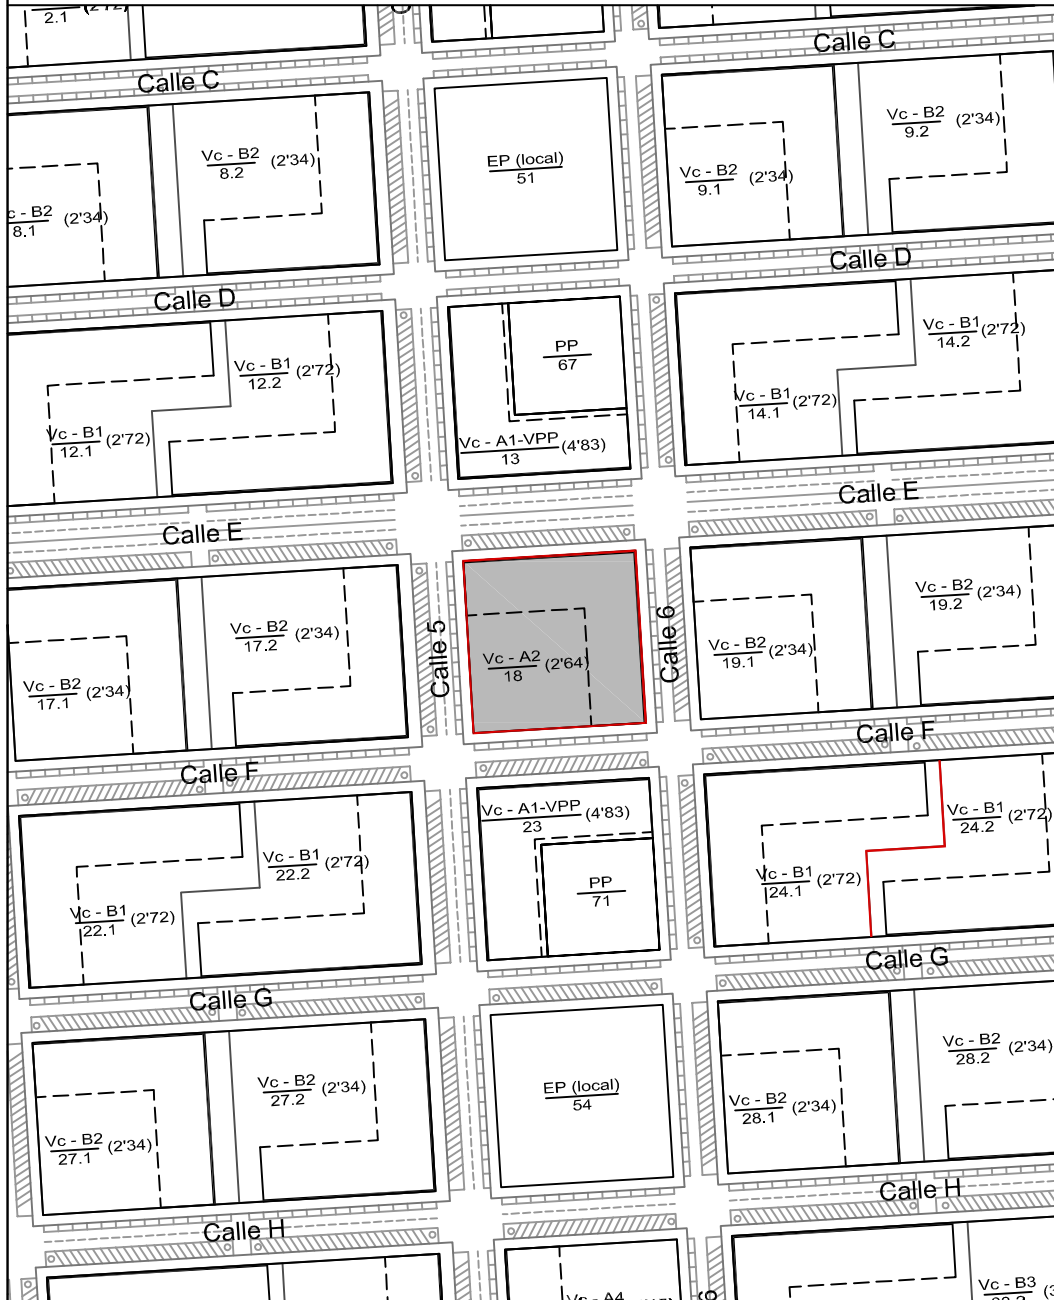 2.1
Calle C
Calle C
Vc - B2 (2'34)
8.2
EP (local)
51
Vc - B2 (2'34)
9.2
Vc - B2 (2'34)
9.1
c - B2 (2'34)
8.1
Calle D
Calle D
PP
67
Vc - B1 (2'72)
12.2
Vc - B1 (2'72)
14.2
Vc - B1 (2'72)
14.1
Vc - B1 (2'72)
12.1
Vc - A1-VPP (4'83)
13
Calle E
Calle E
Calle 5
Calle 6
Vc - B2 (2'34)
17.2
Vc - B2 (2'34)
19.2
Vc - A2 (2'64)
18
Vc - B2 (2'34)
19.1
Vc - B2 (2'34)
17.1
Calle F
Calle F
Vc - A1-VPP (4'83)
23
Vc - B1 (2'72)
24.2
Vc - B1 (2'72)
22.2
PP
71
Vc - B1 (2'72)
24.1
Vc - B1 (2'72)
22.1
Calle G
Calle G
Vc - B2 (2'34)
27.2
EP (local)
54
Vc - B2 (2'34)
28.2
Vc - B2 (2'34)
28.1
Vc - B2 (2'34)
27.1
Calle H
Calle H
Vc - B3